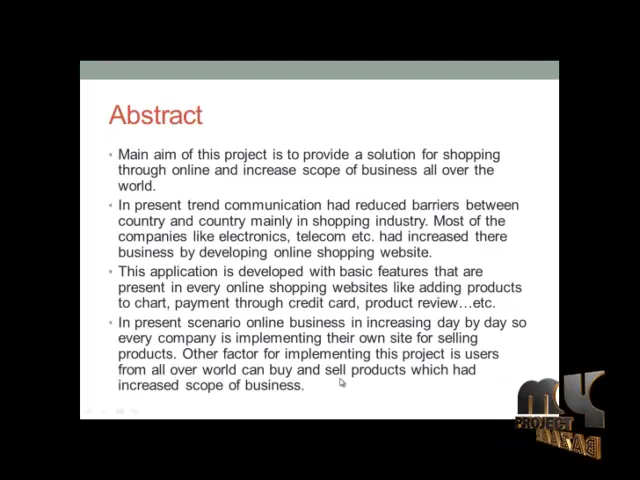 Abstract
• Main aim of this project is to provide a solution for shopping
through online and increase scope of business all over the
world.
• In present trend communication had reduced barriers between
country and country mainly in shopping industry. Most of the
companies like electronics, telecom etc. had increased there
business by developing online shopping website.
• This application is developed with basic features that are
present in every online shopping websites like adding products
to chart, payment through credit card, product review…etc.
• In present scenario online business in increasing day by day so
every company is implementing their own site for selling
products. Other factor for implementing this project is users
from all over world can buy and sell products which had
increased scope of business.
MY
PROJECT
BAZAAR